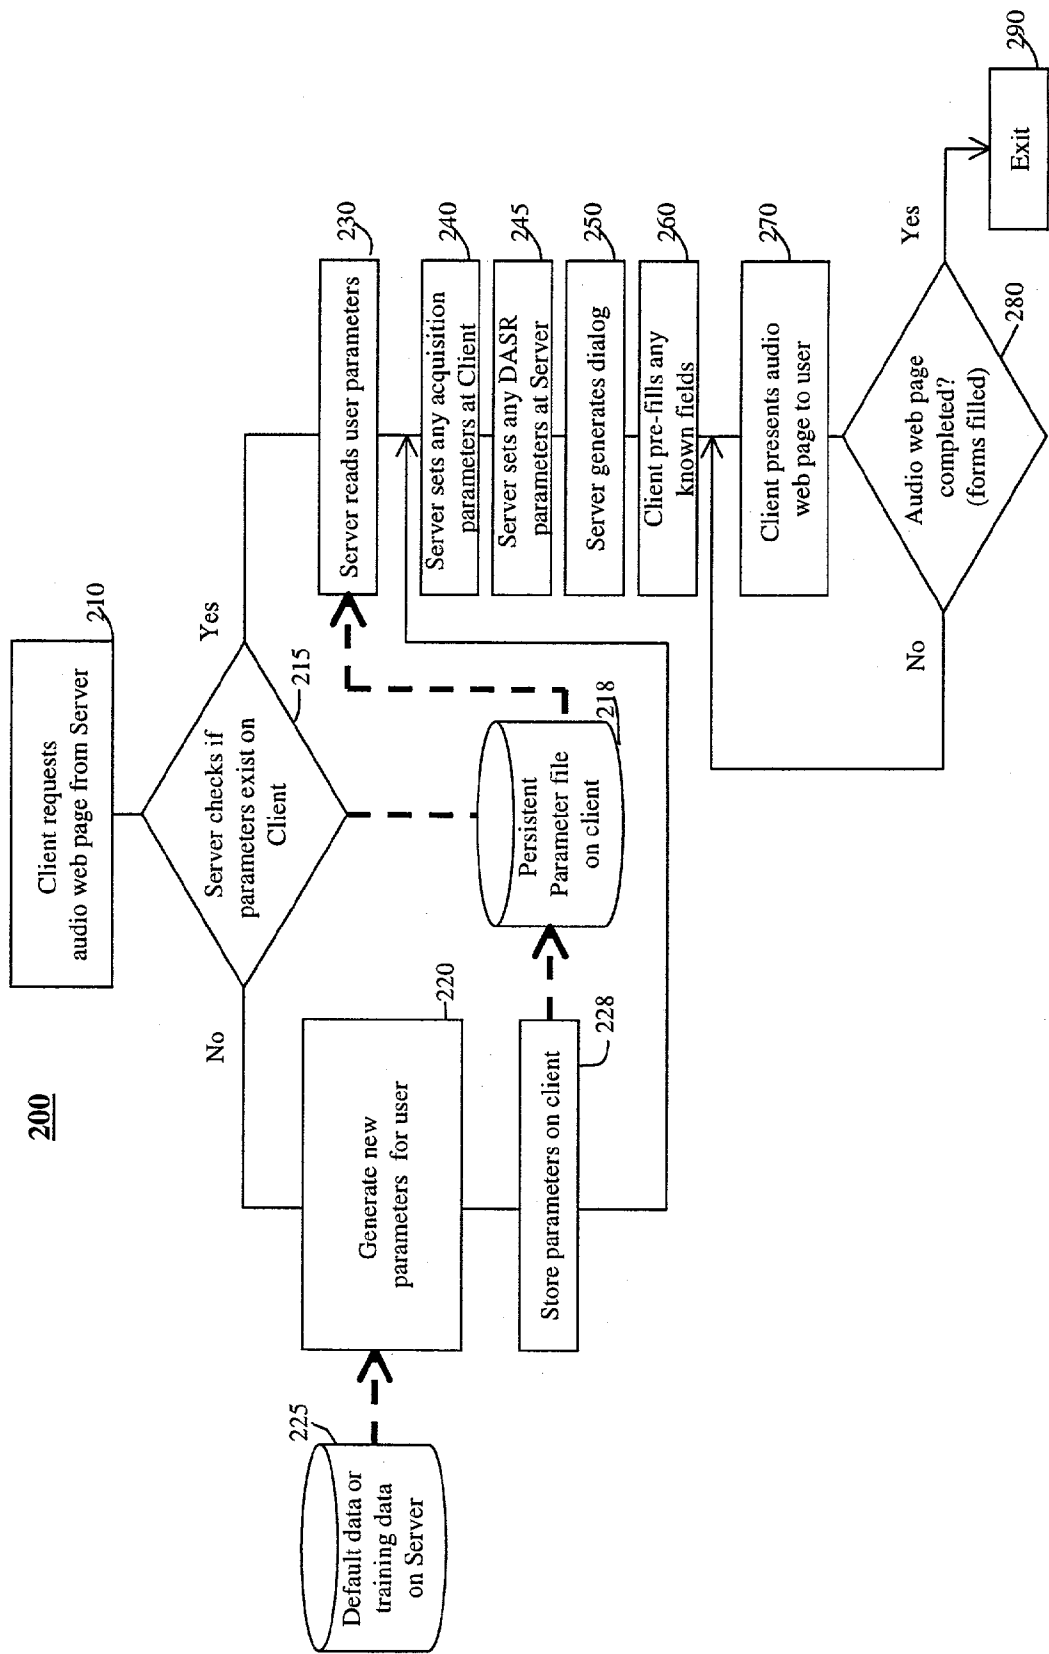 200
Client requests
audio web page from Server
210
Server checks if
parameters exist on
Client
215
No
Yes
Default data or
training data
on Server
225
Generate new
parameters for user
220
Store parameters on client
228
Persistent
Parameter file
on client
218
Server reads user parameters
230
Server sets any acquisition
parameters at Client
240
Server sets any DASR
parameters at Server
245
Server generates dialog
250
Client pre-fills any
known fields
260
Client presents audio
web page to user
270
Audio web page
completed?
(forms filled)
280
No
Yes
Exit
290